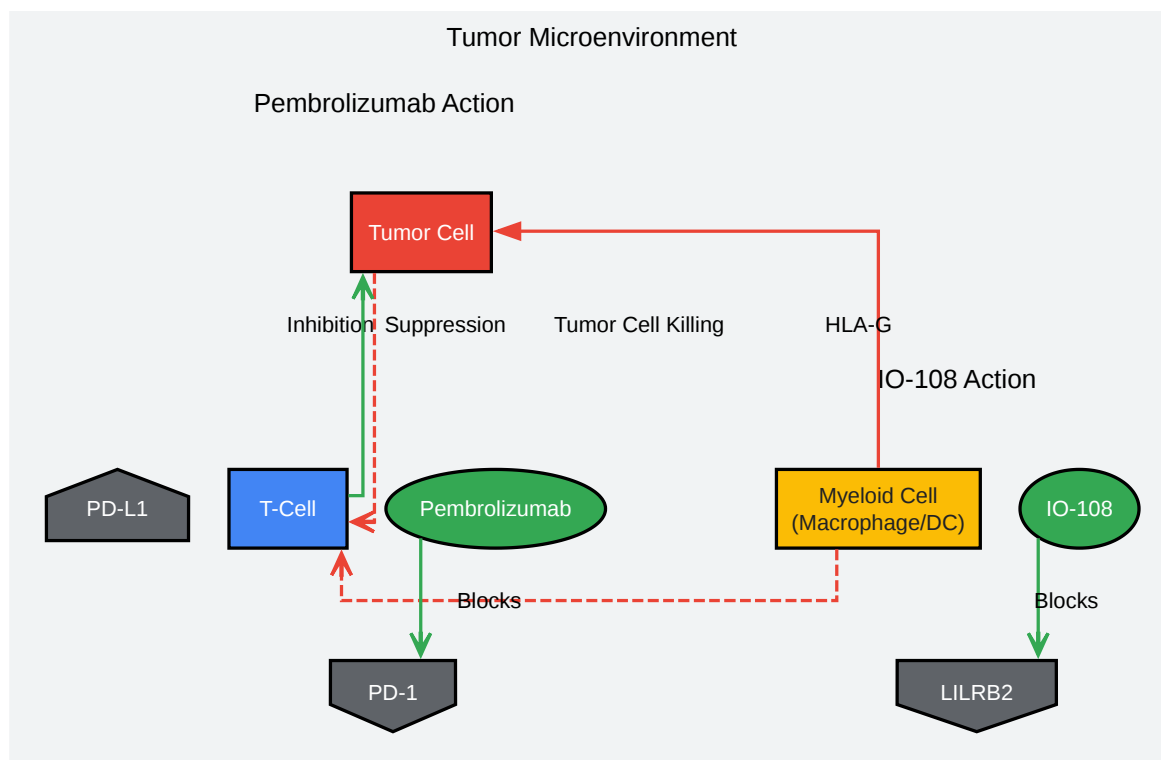 Tumor Microenvironment
Pembrolizumab Action
Tumor Cell
Inhibition
Suppression
Tumor Cell Killing
HLA-G
IO-108 Action
PD-L1
T-Cell
Pembrolizumab
Myeloid Cell
(Macrophage/DC)
IO-108
Blocks
Blocks
PD-1
LILRB2